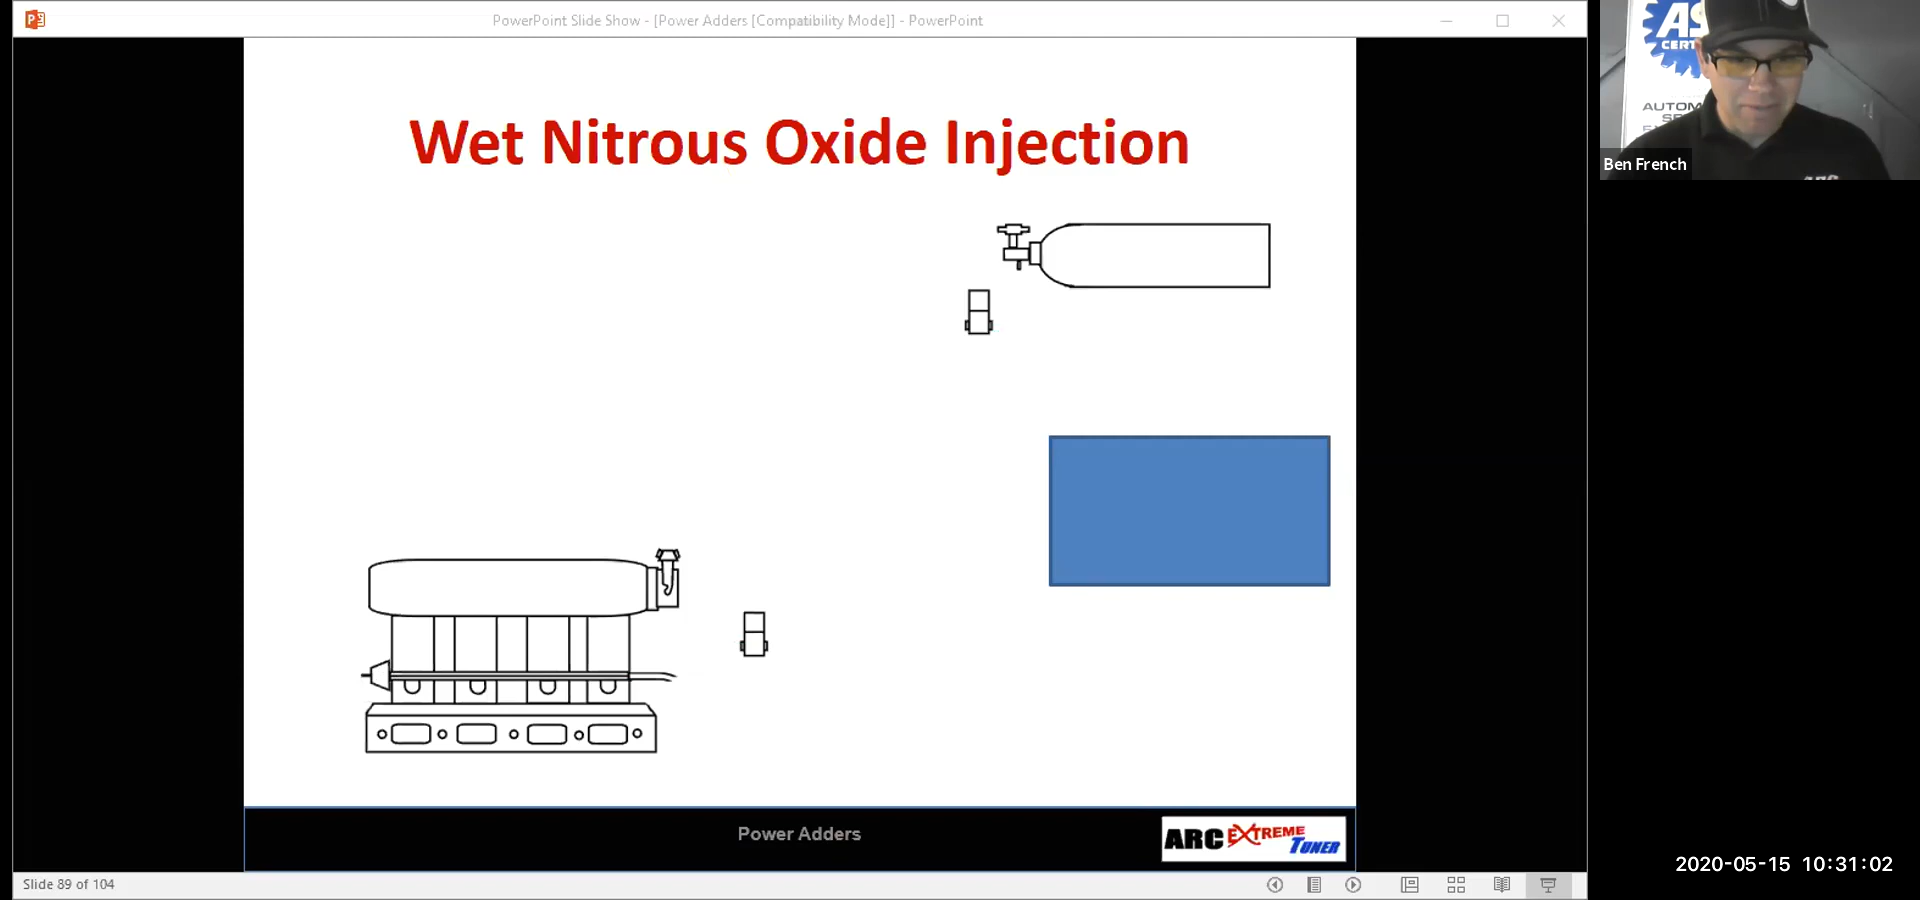 PowerPoint Slide Show - [Power Adders [Compatibility Mode]] - PowerPoint
Wet Nitrous Oxide Injection
Power Adders
ARC EXTREME TUNER
Slide 89 of 104
AUTOM
Ben French
2020-05-15 10:31:02